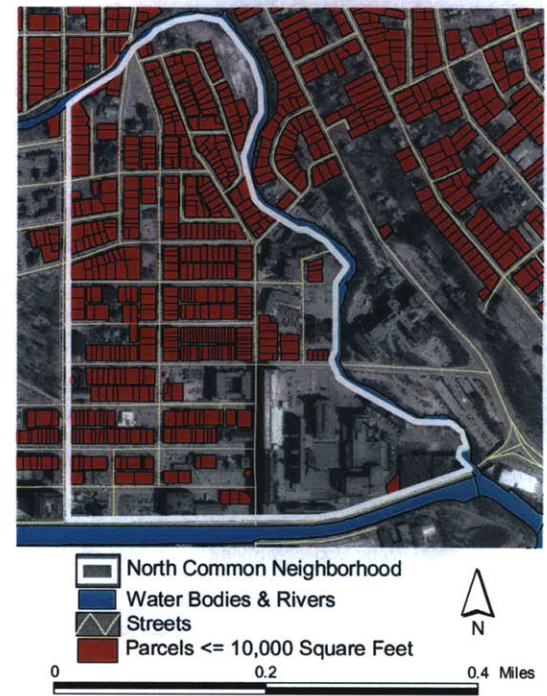 North Common Neighborhood
Water Bodies & Rivers
Streets
Parcels <= 10,000 Square Feet
N
0 0.2 0.4 Miles